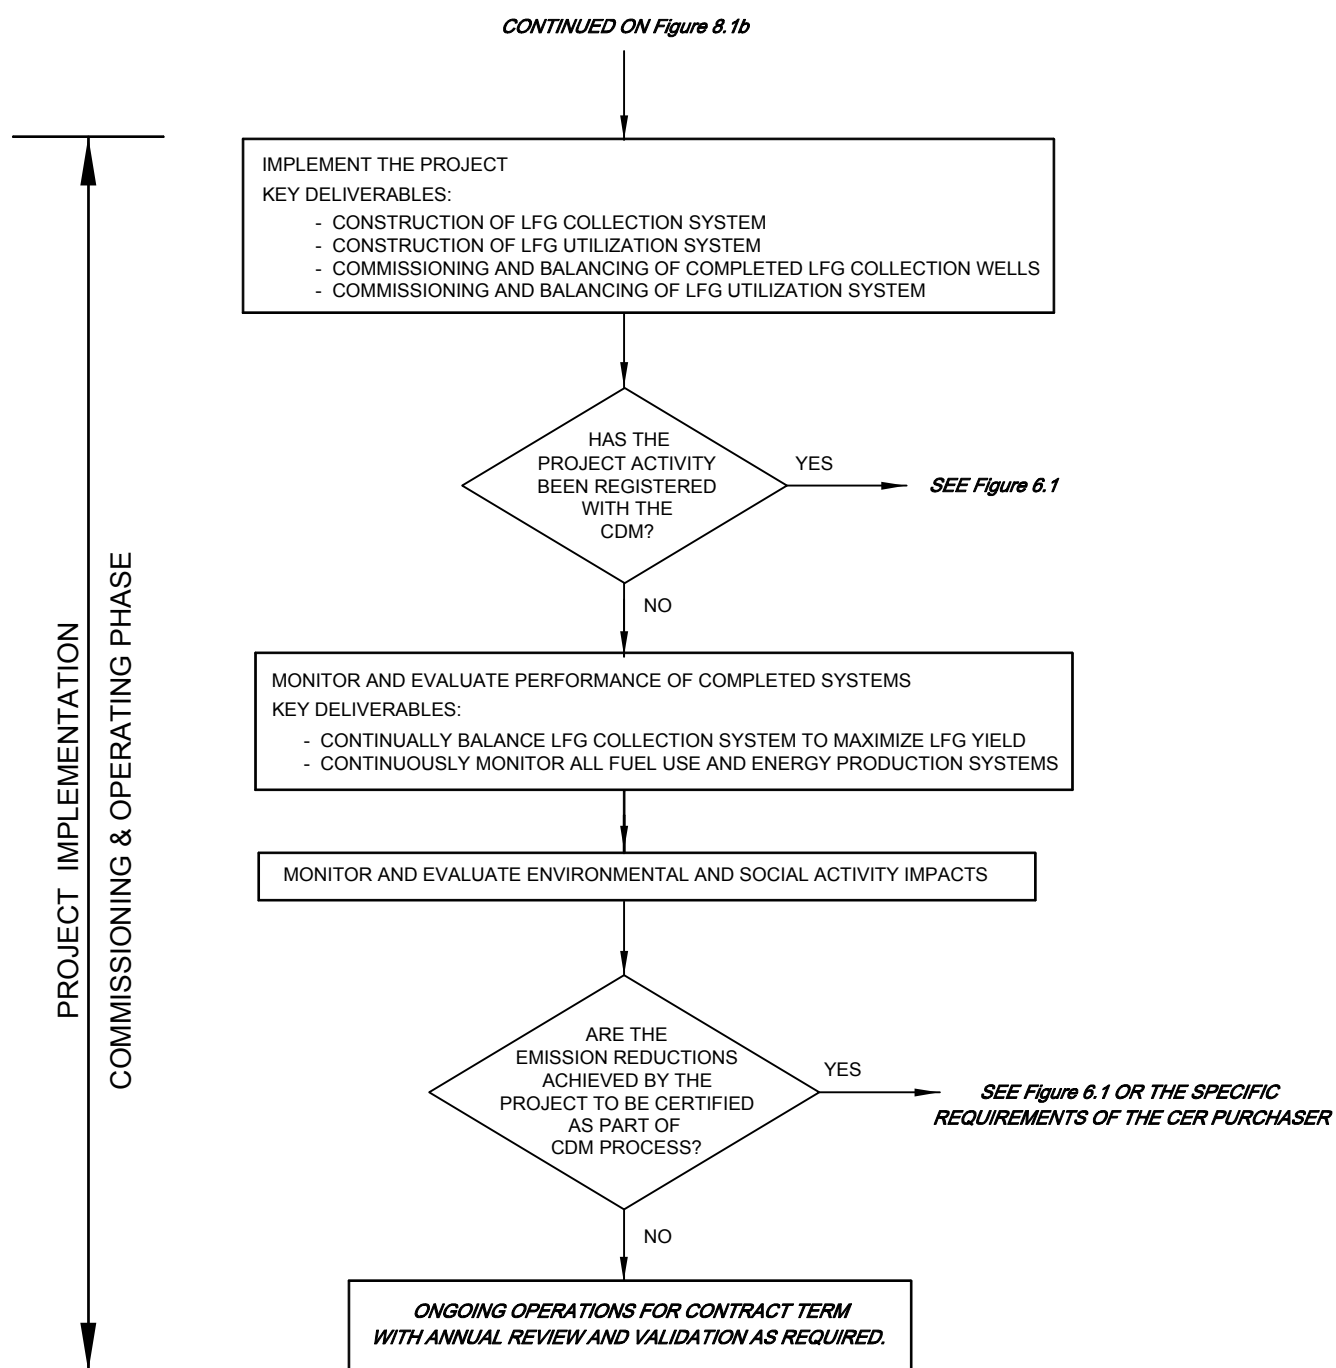 CONTINUED ON Figure 8.1b
IMPLEMENT THE PROJECT
KEY DELIVERABLES:
- CONSTRUCTION OF LFG COLLECTION SYSTEM
- CONSTRUCTION OF LFG UTILIZATION SYSTEM
- COMMISSIONING AND BALANCING OF COMPLETED LFG COLLECTION WELLS
- COMMISSIONING AND BALANCING OF LFG UTILIZATION SYSTEM
HAS THE
PROJECT ACTIVITY
BEEN REGISTERED
WITH THE
CDM?
YES
SEE Figure 6.1
NO
MONITOR AND EVALUATE PERFORMANCE OF COMPLETED SYSTEMS
KEY DELIVERABLES:
- CONTINUALLY BALANCE LFG COLLECTION SYSTEM TO MAXIMIZE LFG YIELD
- CONTINUOUSLY MONITOR ALL FUEL USE AND ENERGY PRODUCTION SYSTEMS
MONITOR AND EVALUATE ENVIRONMENTAL AND SOCIAL ACTIVITY IMPACTS
ARE THE
EMISSION REDUCTIONS
ACHIEVED BY THE
PROJECT TO BE CERTIFIED
AS PART OF
CDM PROCESS?
YES
SEE Figure 6.1 OR THE SPECIFIC
REQUIREMENTS OF THE CER PURCHASER
NO
ONGOING OPERATIONS FOR CONTRACT TERM
WITH ANNUAL REVIEW AND VALIDATION AS REQUIRED.
PROJECT IMPLEMENTATION
COMMISSIONING & OPERATING PHASE